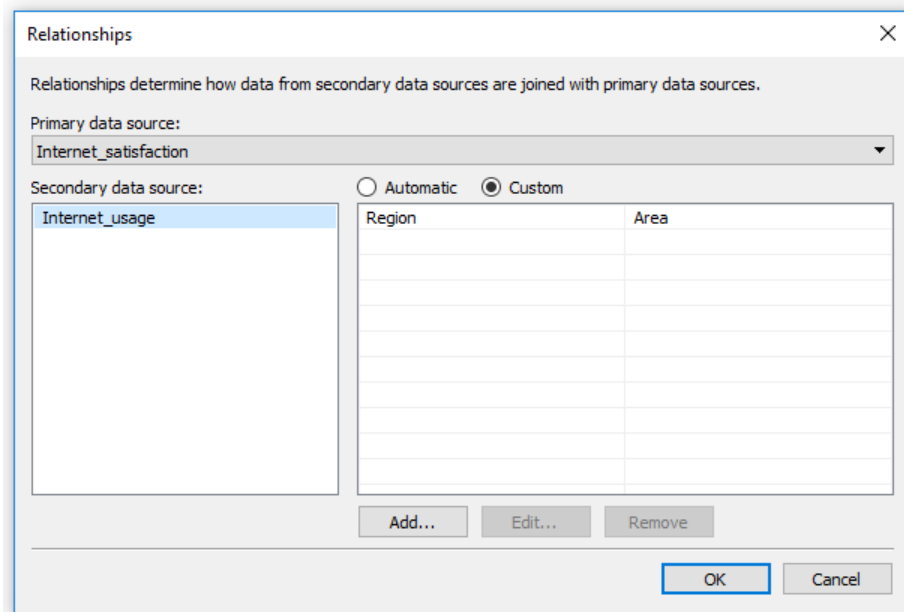 Relationships
Relationships determine how data from secondary data sources are joined with primary data sources.
Primary data source:
Internet_satisfaction
Secondary data source:
Automatic
Custom
Internet_usage
Region
Area
Add...
Edit...
Remove
OK
Cancel